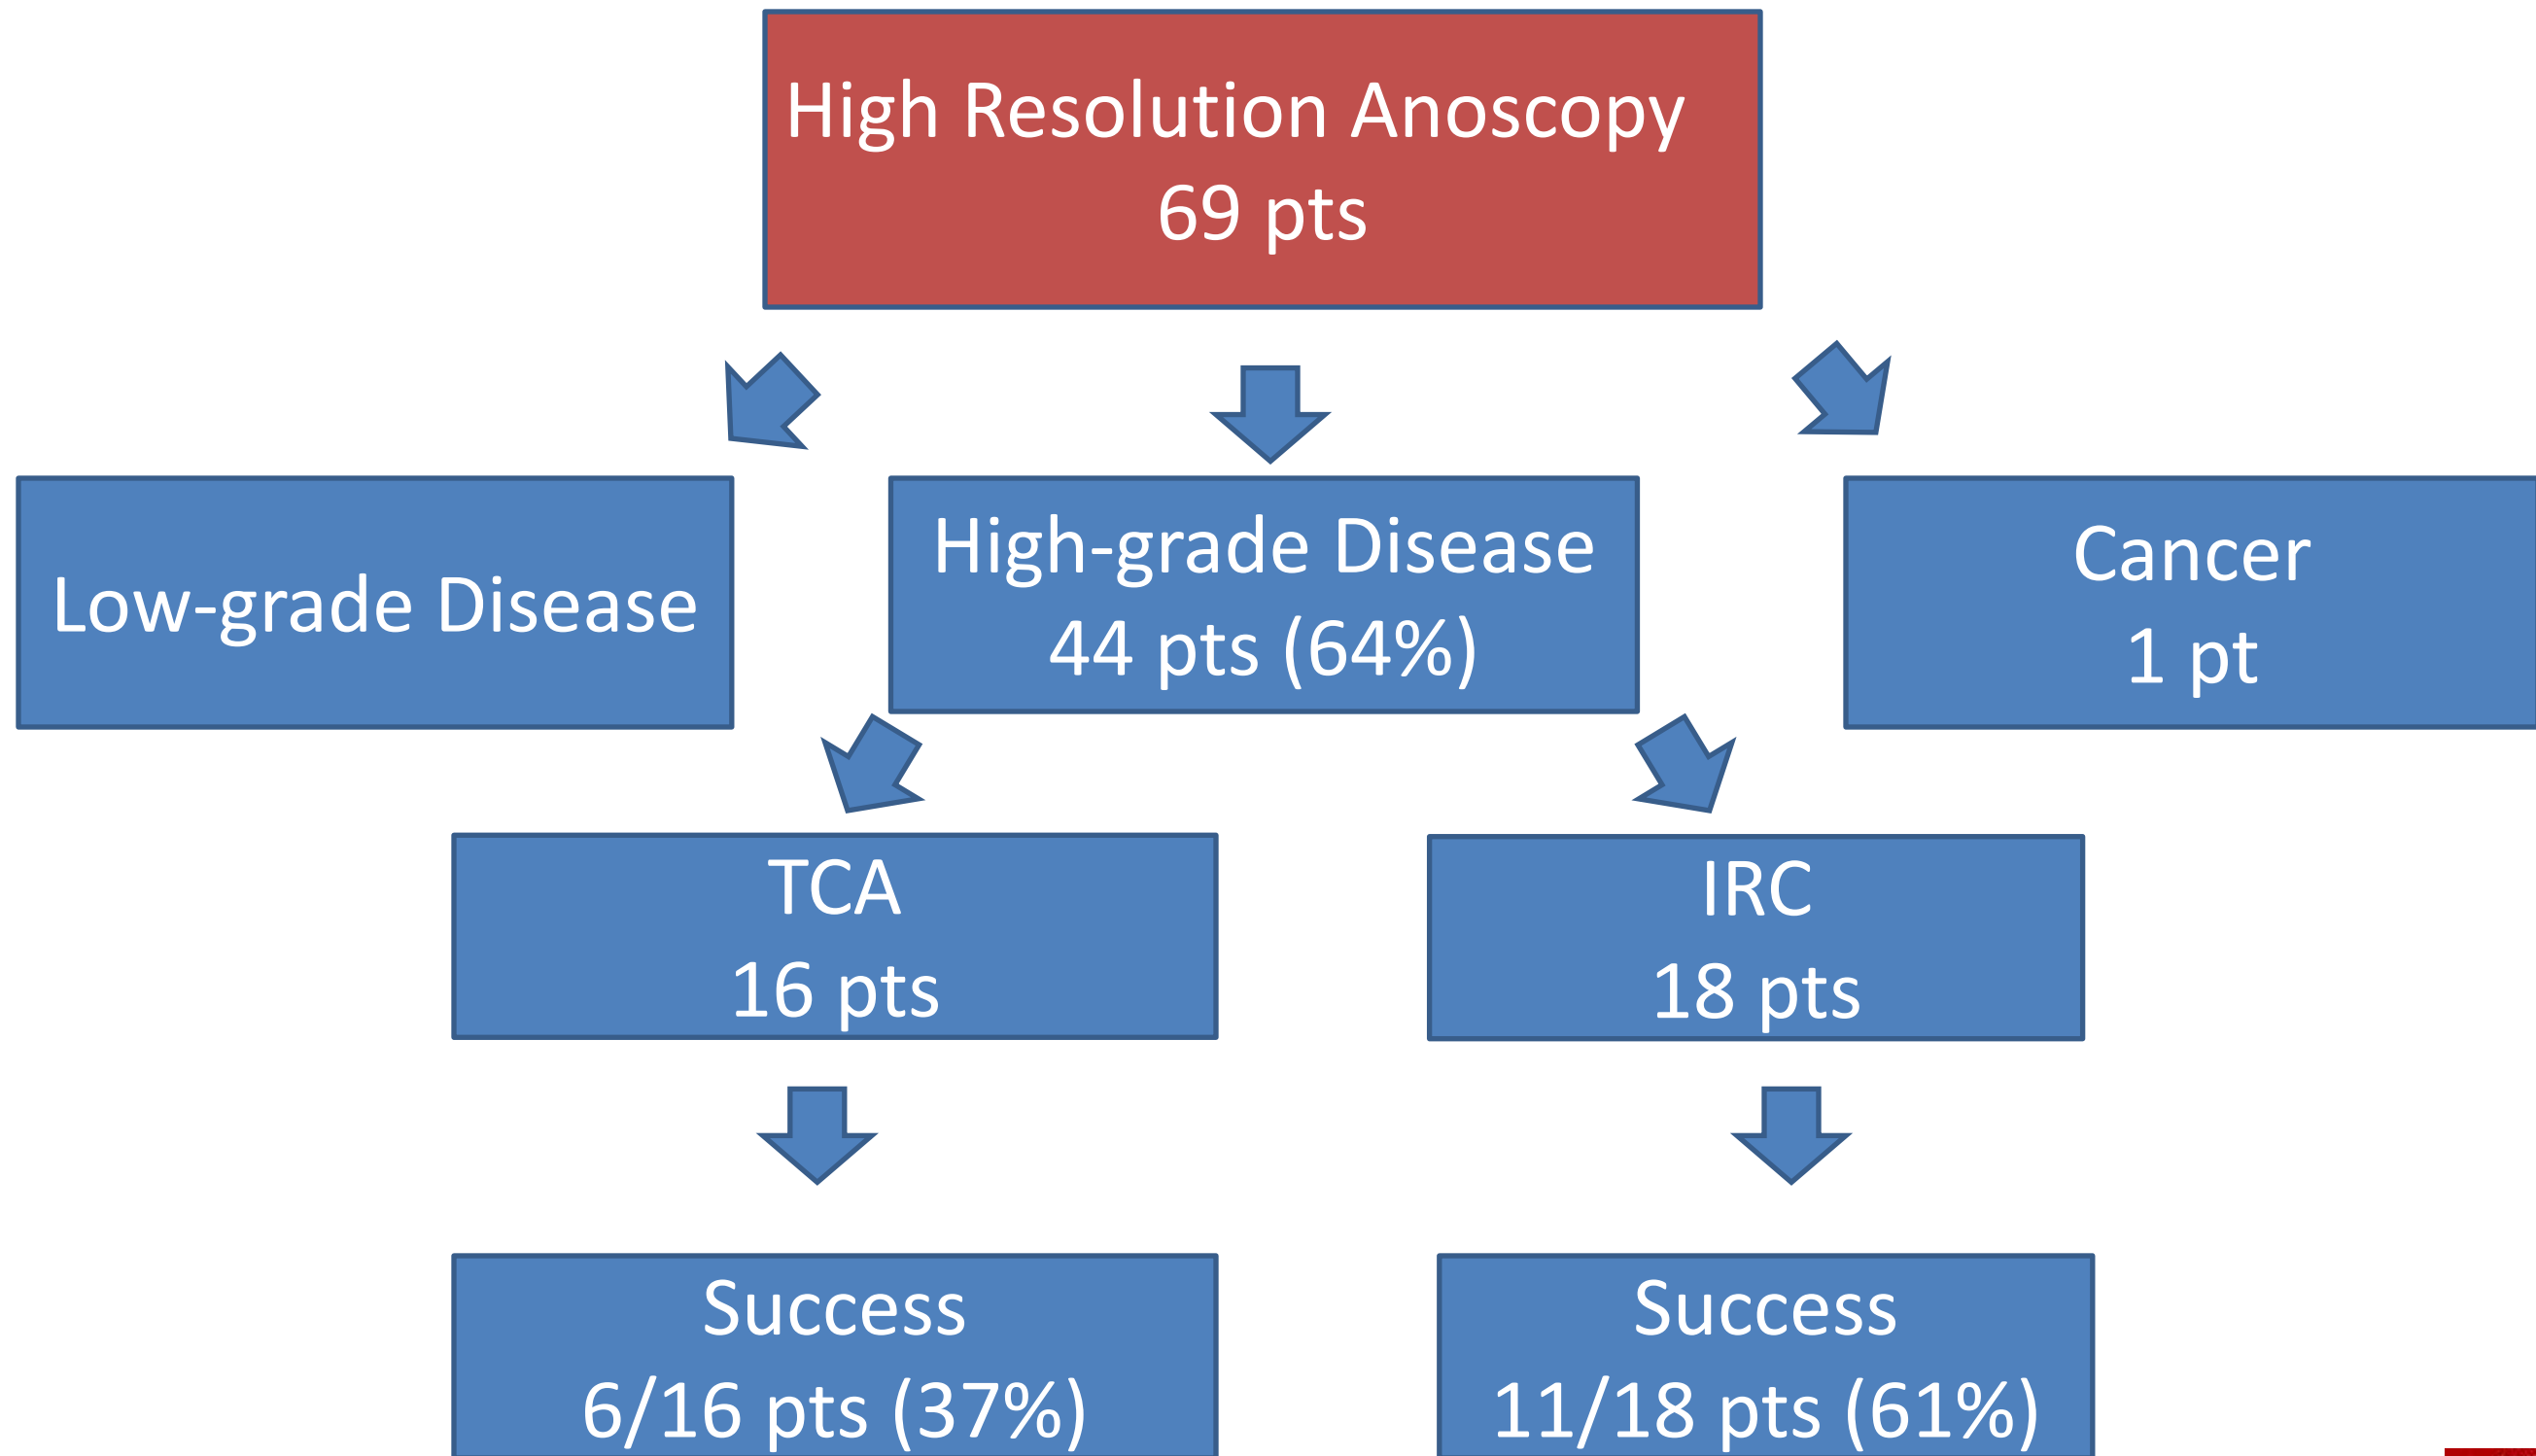 High Resolution Anoscopy
69 pts
Low-grade Disease
High-grade Disease
44 pts (64%)
Cancer
1 pt
TCA
16 pts
IRC
18 pts
Success
6/16 pts (37%)
Success
11/18 pts (61%)